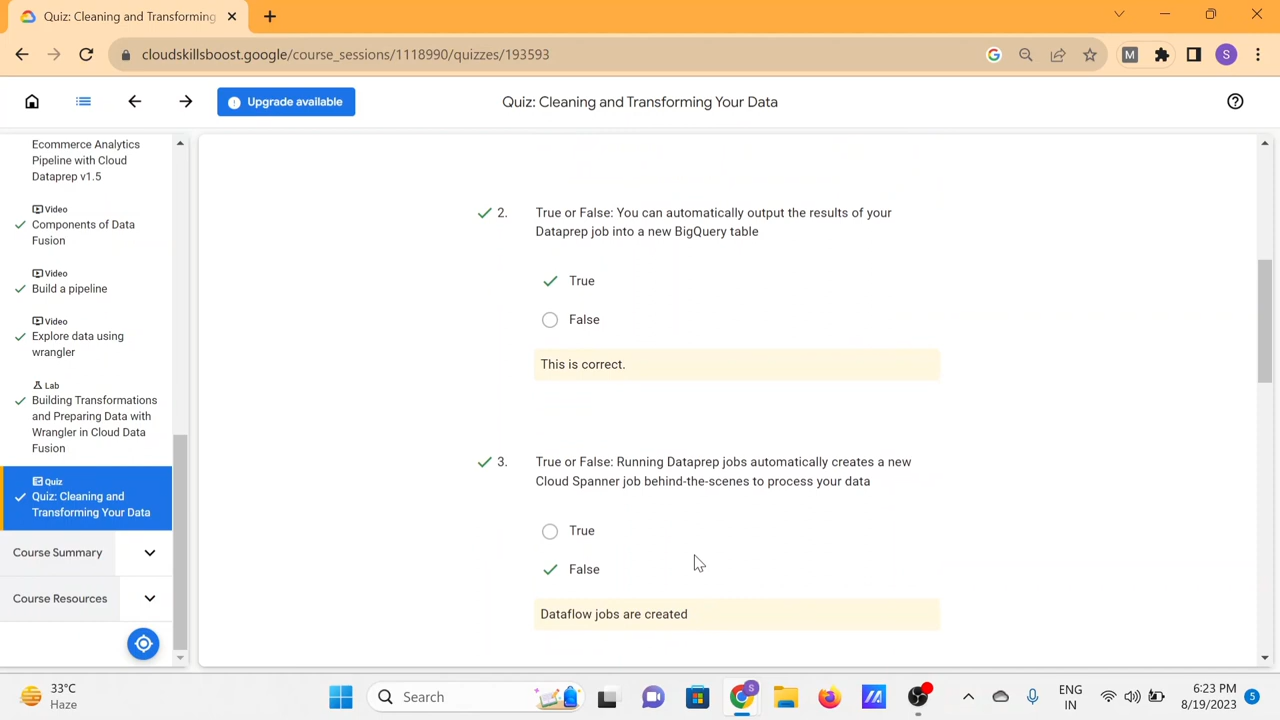 Quiz: Cleaning and Transforming
cloudskillsboost.google/course_sessions/1118990/quizzes/193593
M
S
Upgrade available
Quiz: Cleaning and Transforming Your Data
Ecommerce Analytics
Pipeline with Cloud
Dataprep v1.5
Video
Components of Data
Fusion
Video
Build a pipeline
Video
Explore data using
wrangler
Lab
Building Transformations
and Preparing Data with
Wrangler in Cloud Data
Fusion
Quiz
Quiz: Cleaning and
Transforming Your Data
Course Summary
Course Resources
2. True or False: You can automatically output the results of your
Dataprep job into a new BigQuery table
True
False
This is correct.
3. True or False: Running Dataprep jobs automatically creates a new
Cloud Spanner job behind-the-scenes to process your data
True
False
Dataflow jobs are created
33°C
Haze
Search
S
ENG
IN
6:23 PM
8/19/2023
5